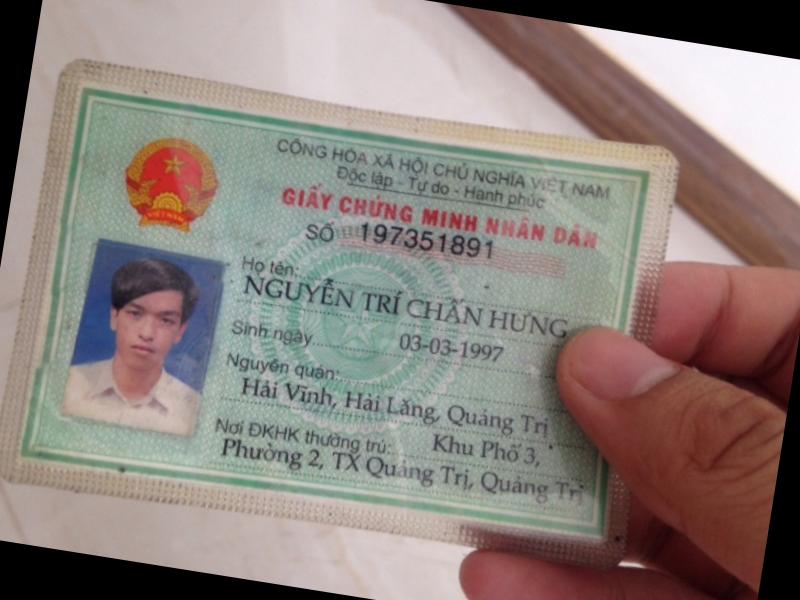 CỘNG HÒA XÃ HỘI CHỦ NGHĨA VIỆT NAM
Độc lập - Tự do - Hạnh phúc
GIẤY CHỨNG MINH NHÂN DÂN
SỐ 197351891
VIỆT NAM
Họ tên:
NGUYỄN TRÍ CHẤN HƯNG
Sinh ngày 03-03-1997
Nguyên quán:
Hải Vĩnh, Hải Lăng, Quảng Trị
Nơi ĐKHK thường trú: Khu Phố 3,
Phường 2, TX Quảng Trị, Quảng Trị